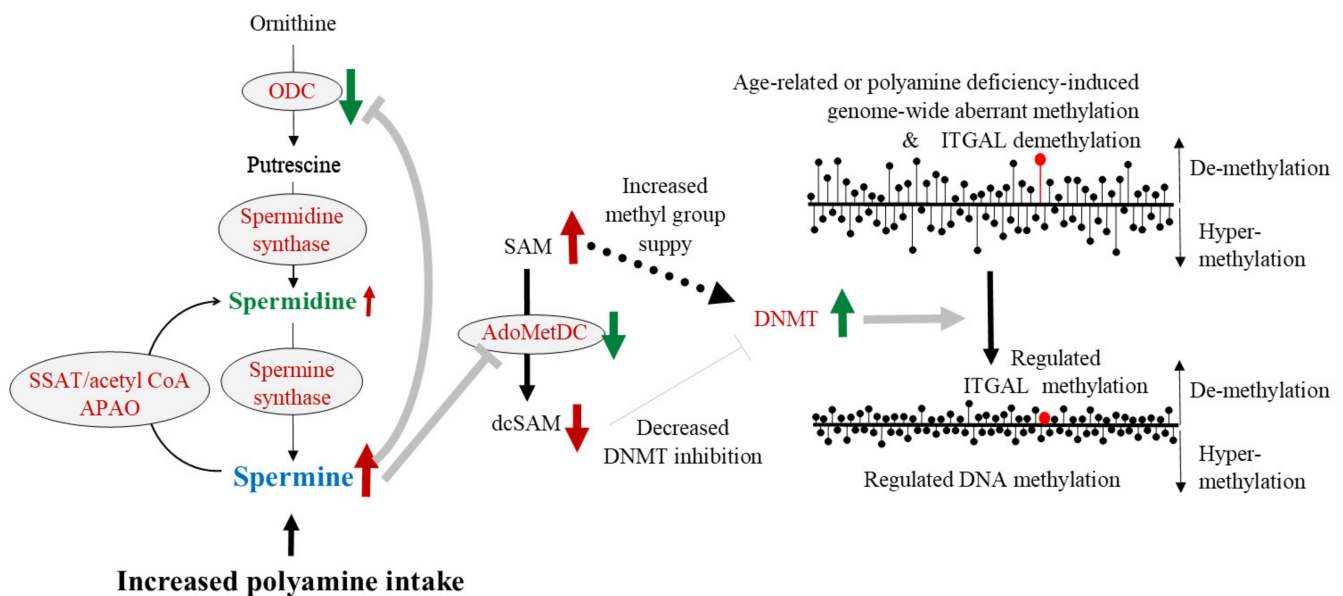 Ornithine
ODC
Putrescine
Spermidine
synthase
Spermidine
SSAT/acetyl CoA
APAO
Spermine
synthase
Spermine
Increased polyamine intake
SAM
Increased
methyl group
suppy
AdoMetDC
dcSAM
Decreased
DNMT inhibition
DNMT
Age-related or polyamine deficiency-induced
genome-wide aberrant methylation
& ITGAL demethylation
De-methylation
Hyper-
methylation
Regulated
ITGAL methylation
De-methylation
Hyper-
methylation
Regulated DNA methylation